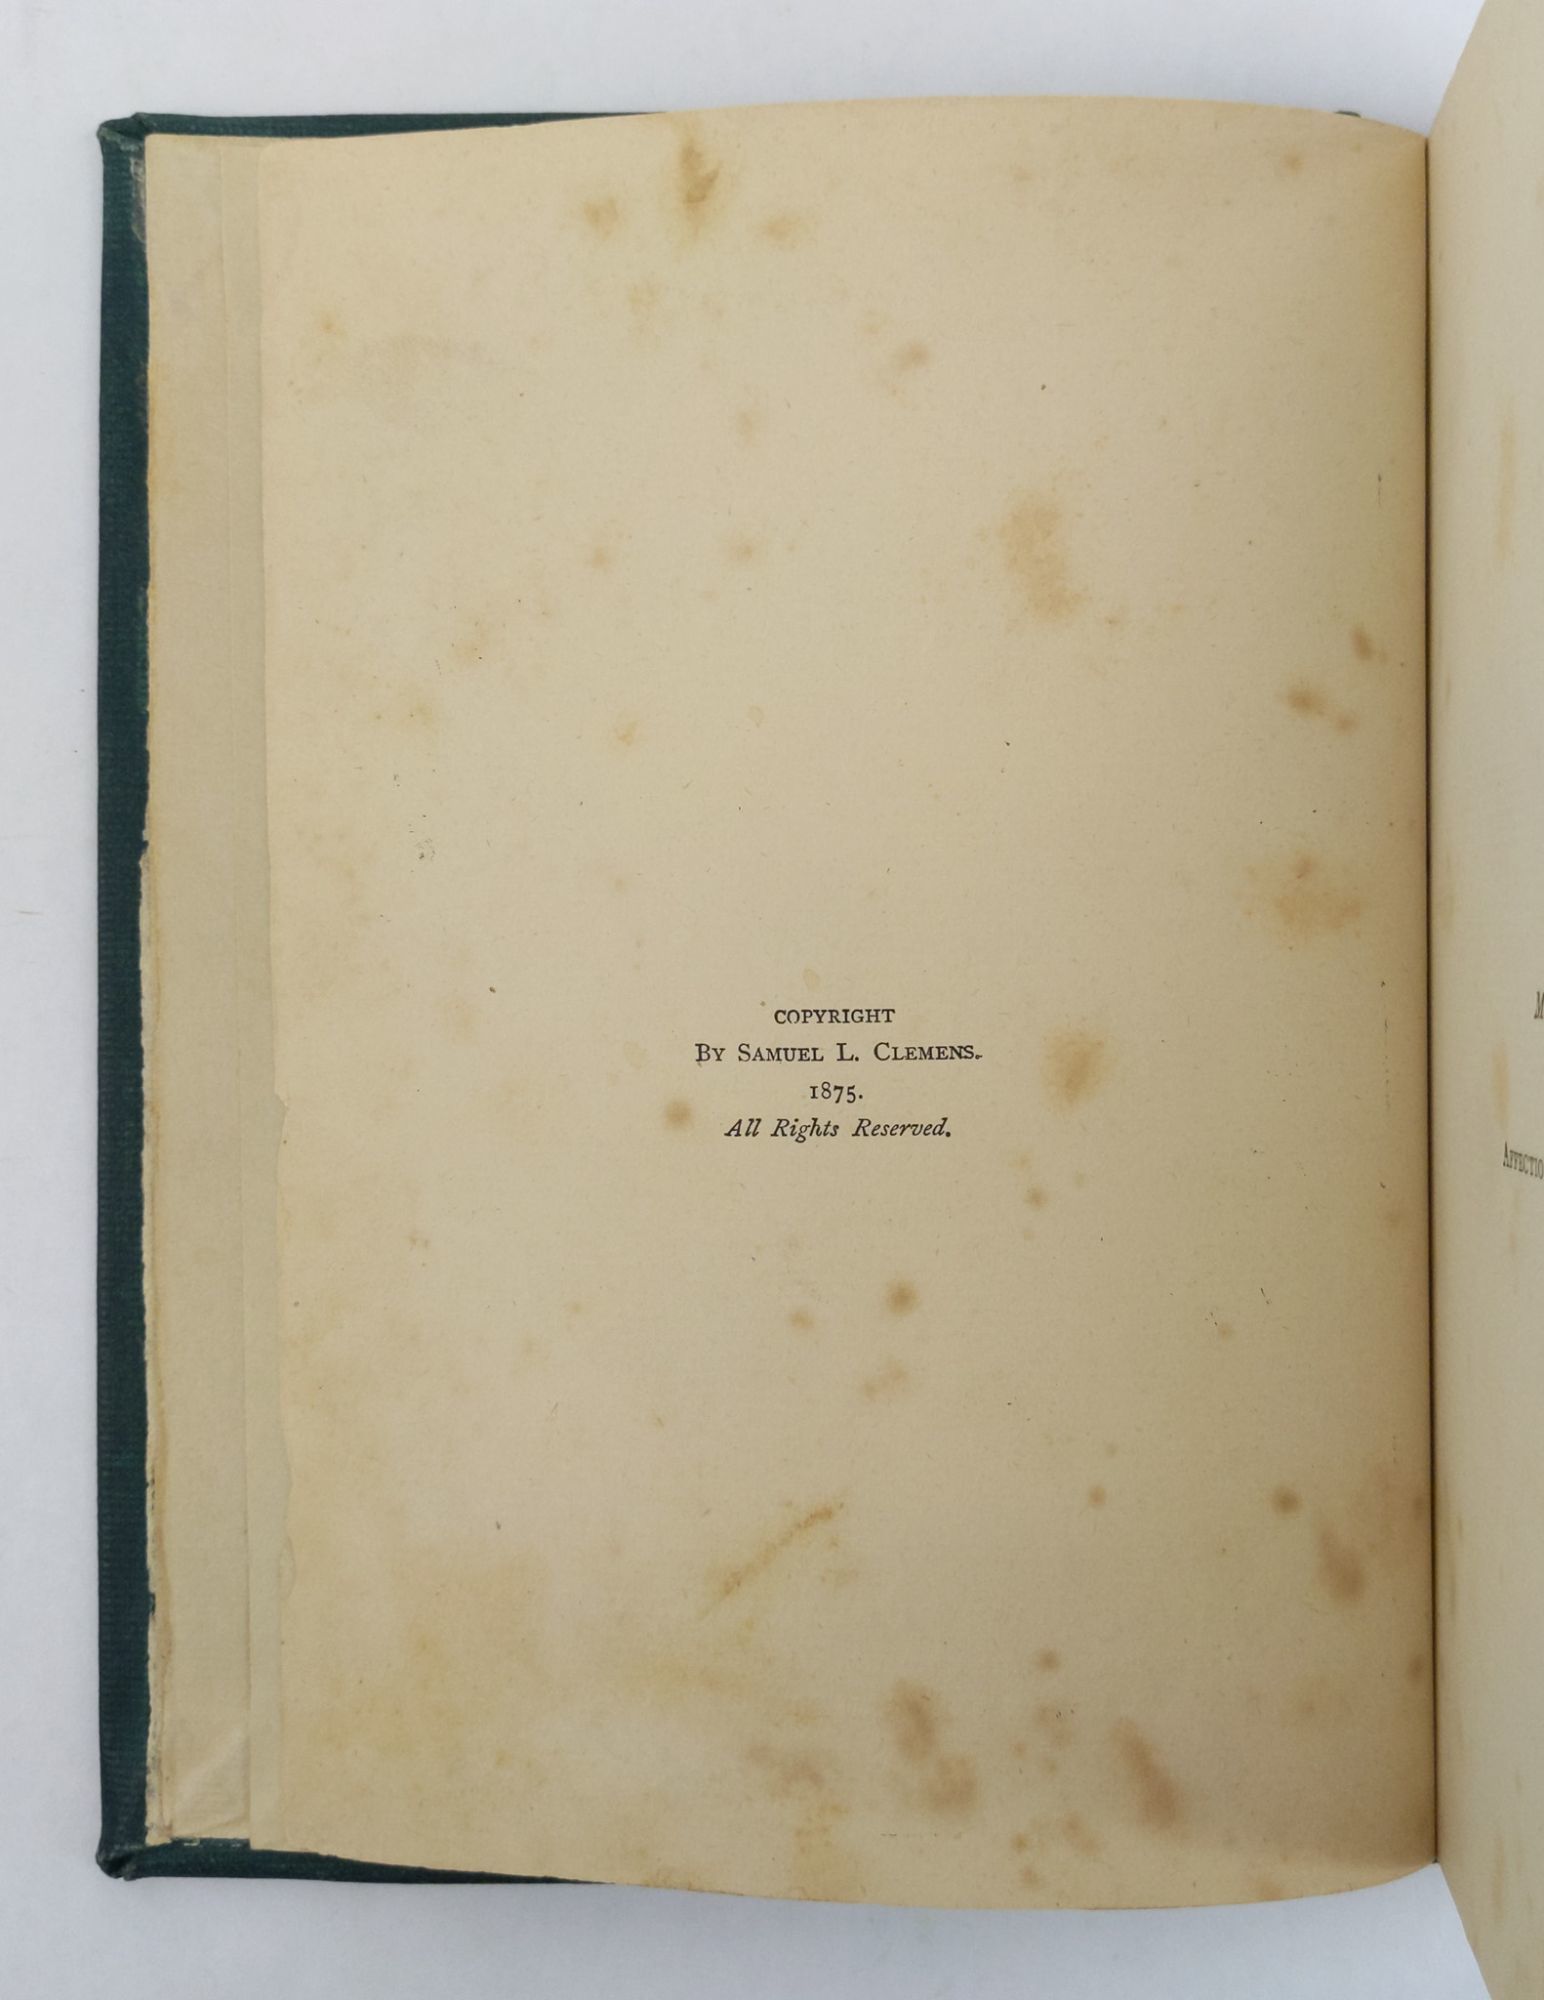 COPYRIGHT
BY SAMUEL L. CLEMENS.
1875.
All Rights Reserved.